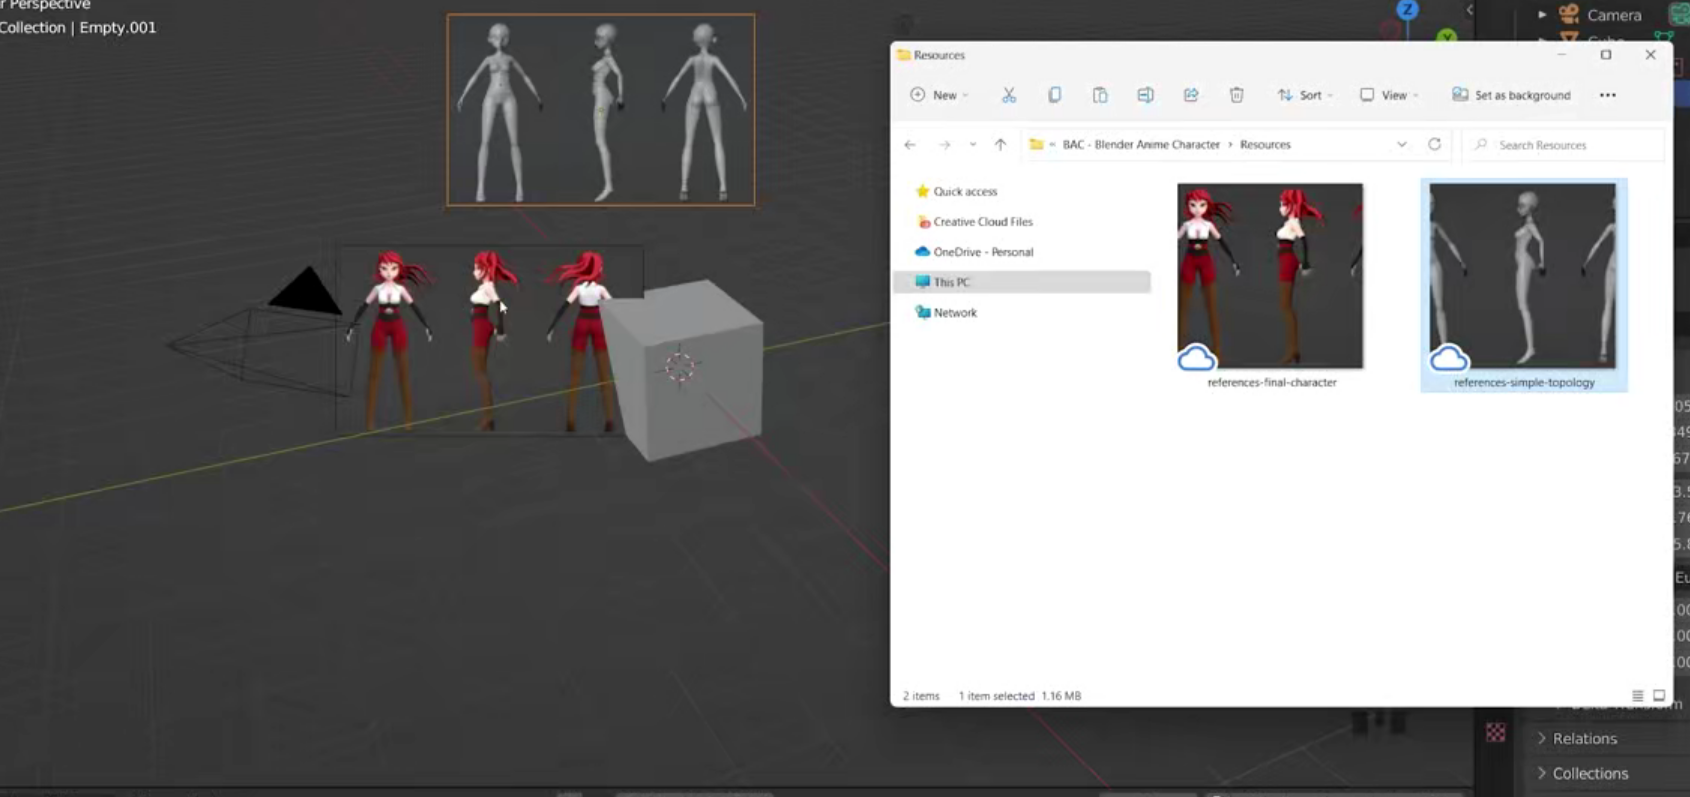 r Perspective
Collection | Empty.001
Z
Camera
Resources
New
Sort
View
Set as background
BAC - Blender Anime Character
Resources
Search Resources
Quick access
Creative Cloud Files
OneDrive - Personal
This PC
Network
references-final-character
references-simple-topology
2 items
1 item selected 1.16 MB
Relations
Collections